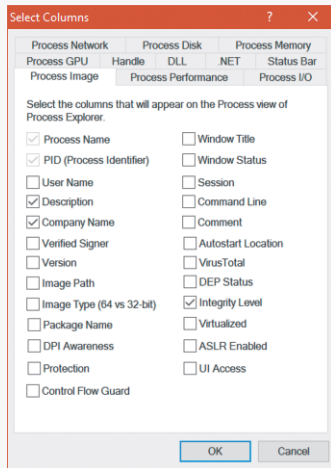 Select Columns
Process Network Process Disk Process Memory
Process GPU Handle DLL .NET Status Bar
Process Image Process Performance Process I/O
Select the columns that will appear on the Process view of
Process Explorer.
Process Name Window Title
PID (Process Identifier) Window Status
User Name Session
Description Command Line
Company Name Comment
Verified Signer Autostart Location
Version VirusTotal
Image Path DEP Status
Image Type (64 vs 32-bit) Integrity Level
Package Name Virtualized
DPI Awareness ASLR Enabled
Protection UI Access
Control Flow Guard
OK Cancel